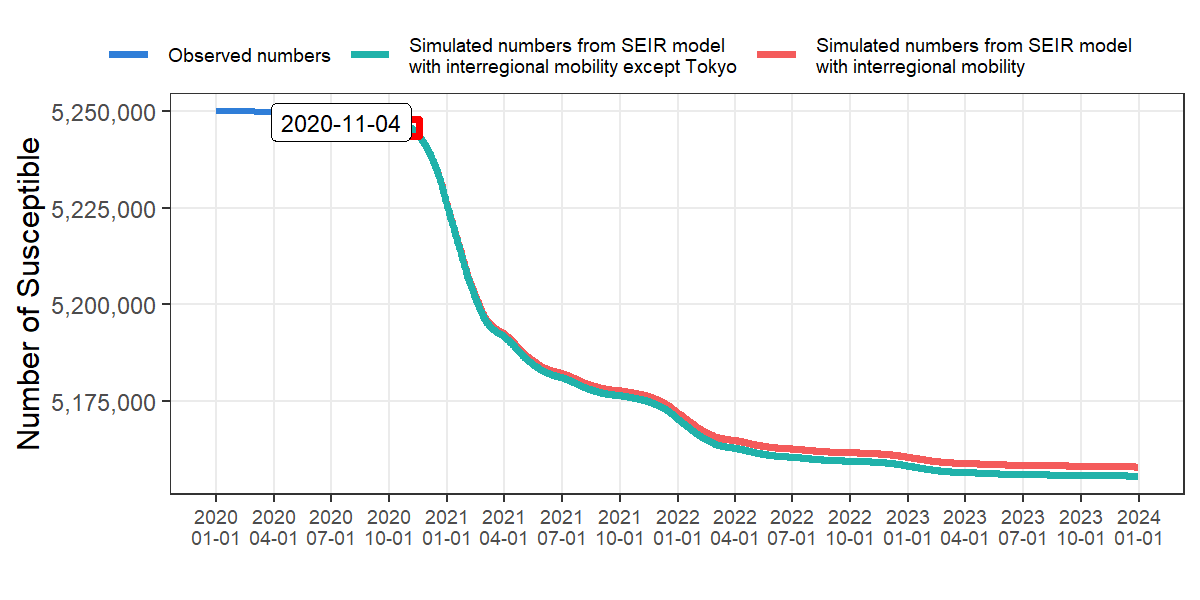 Observed numbers
Simulated numbers from SEIR model
with interregional mobility except Tokyo
Simulated numbers from SEIR model
with interregional mobility
Number of Susceptible
5,250,000
5,225,000
5,200,000
5,175,000
2020-11-04
2020 2020 2020 2020 2021 2021 2021 2021 2022 2022 2022 2022 2023 2023 2023 2023 2024
01-01 04-01 07-01 10-01 01-01 04-01 07-01 10-01 01-01 04-01 07-01 10-01 01-01 04-01 07-01 10-01 01-01